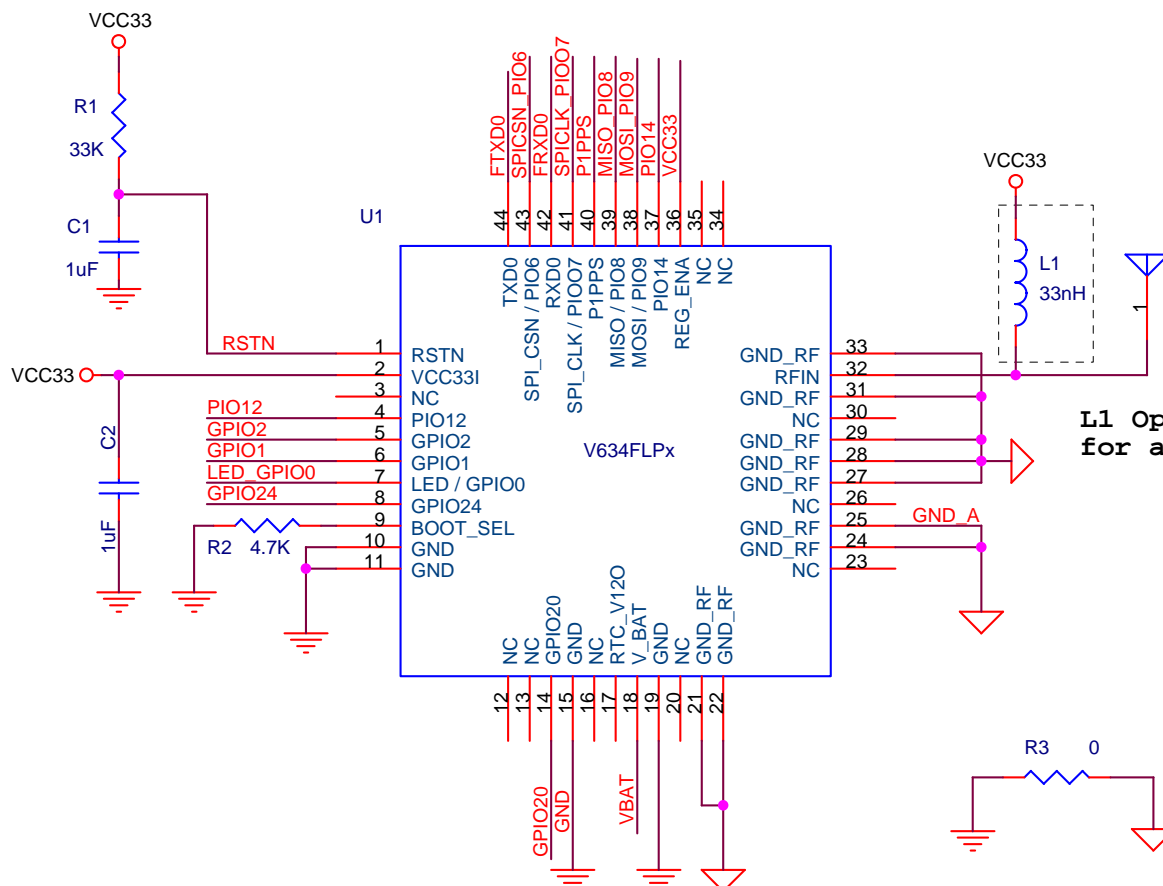 VCC33
R1
33K
C1
1uF
U1
FTXD0
SPICSN_PIO6
FRXD0
SPICLK_PIOO7
P1PPS
MISO_PIO8
MOSI_PIO9
PIO14
VCC33
44
43
42
41
40
39
38
37
36
35
34
TXD0
SPI_CSN / PIO6
RXD0
SPI_CLK / PIOO7
P1PPS
MISO / PIO8
MOSI / PIO9
PIO14
REG_ENA
NC
NC
VCC33
L1
33nH
1
RSTN
1
RSTN
VCC33
2
VCC33I
3
NC
PIO12
4
PIO12
GPIO2
5
GPIO2
GPIO1
6
GPIO1
LED_GPIO0
7
LED / GPIO0
GPIO24
8
GPIO24
9
BOOT_SEL
10
GND
11
GND
C2
1uF
R2
4.7K
V634FLPx
GND_RF
33
RFIN
32
GND_RF
31
NC
30
GND_RF
29
GND_RF
28
GND_RF
27
NC
26
GND_RF
25
GND_A
GND_RF
24
NC
23
L1 Op
for a
NC
NC
GPIO20
GND
NC
RTC_V12O
V_BAT
GND
NC
GND_RF
GND_RF
12
13
14
15
16
17
18
19
20
21
22
GPIO20
GND
VBAT
R3
0